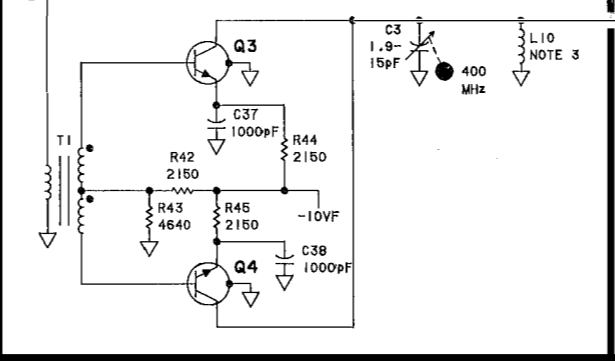 Q3
C3
1.9-
15pF
L10
NOTE 3
400
MHz
C37
1000pF
T1
R44
2150
R42
2150
R43
4640
R45
2150
-10VF
C38
1000pF
Q4